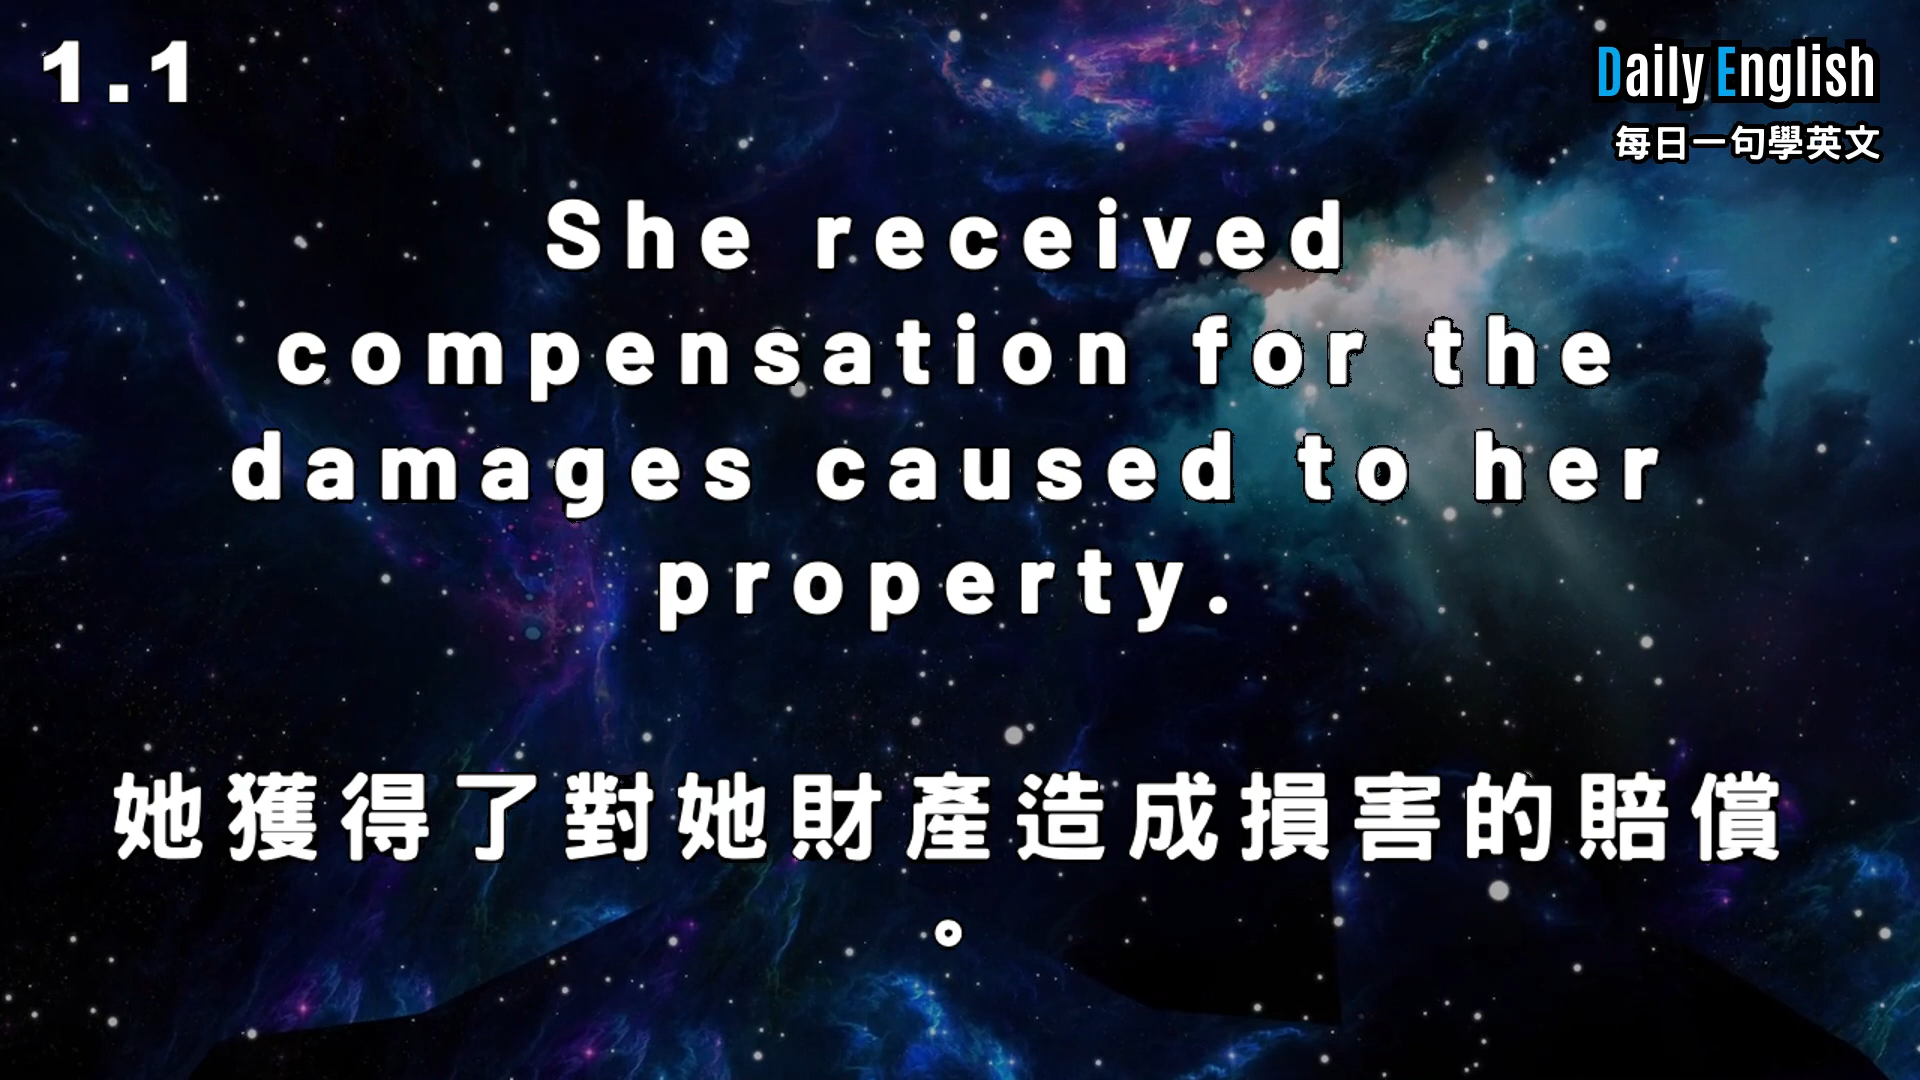 1.1
Daily English
每日一句學英文
She received
compensation for the
damages caused to her
property.
她獲得了對她財產造成損害的賠償
。